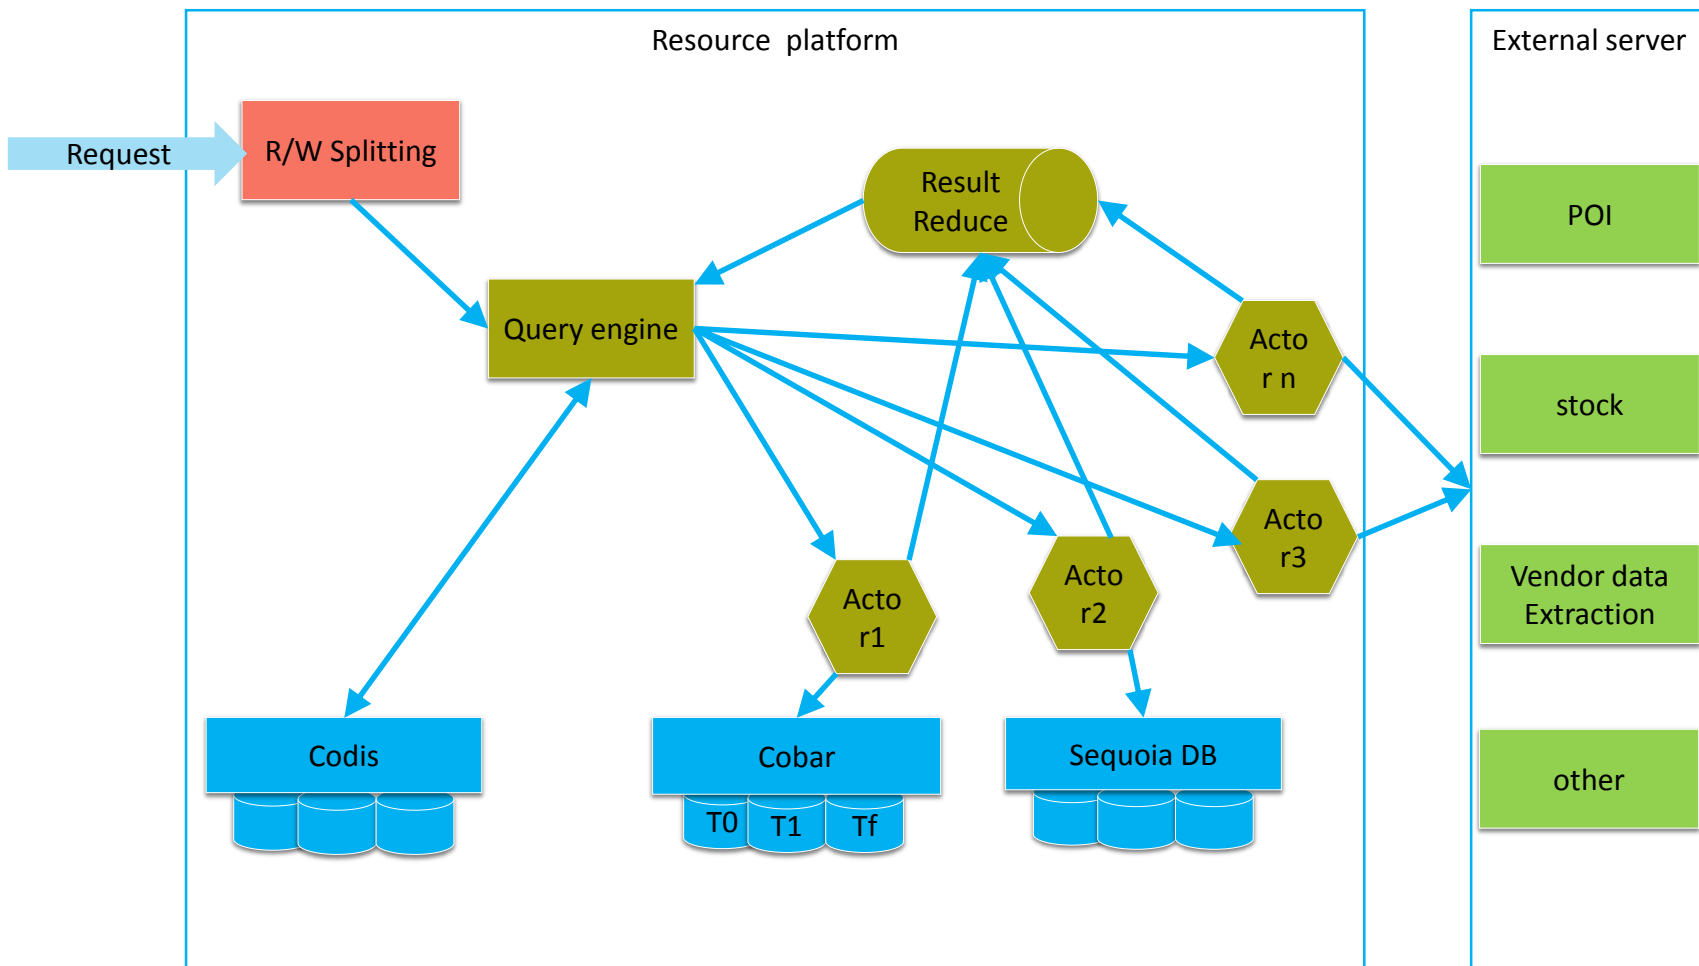 Resource platform
External server
Request
R/W Splitting
Result
Reduce
POI
Query engine
Acto
r n
stock
Acto
r3
Acto
r2
Acto
r1
Vendor data
Extraction
Codis
Cobar
Sequoia DB
other
T0
T1
Tf